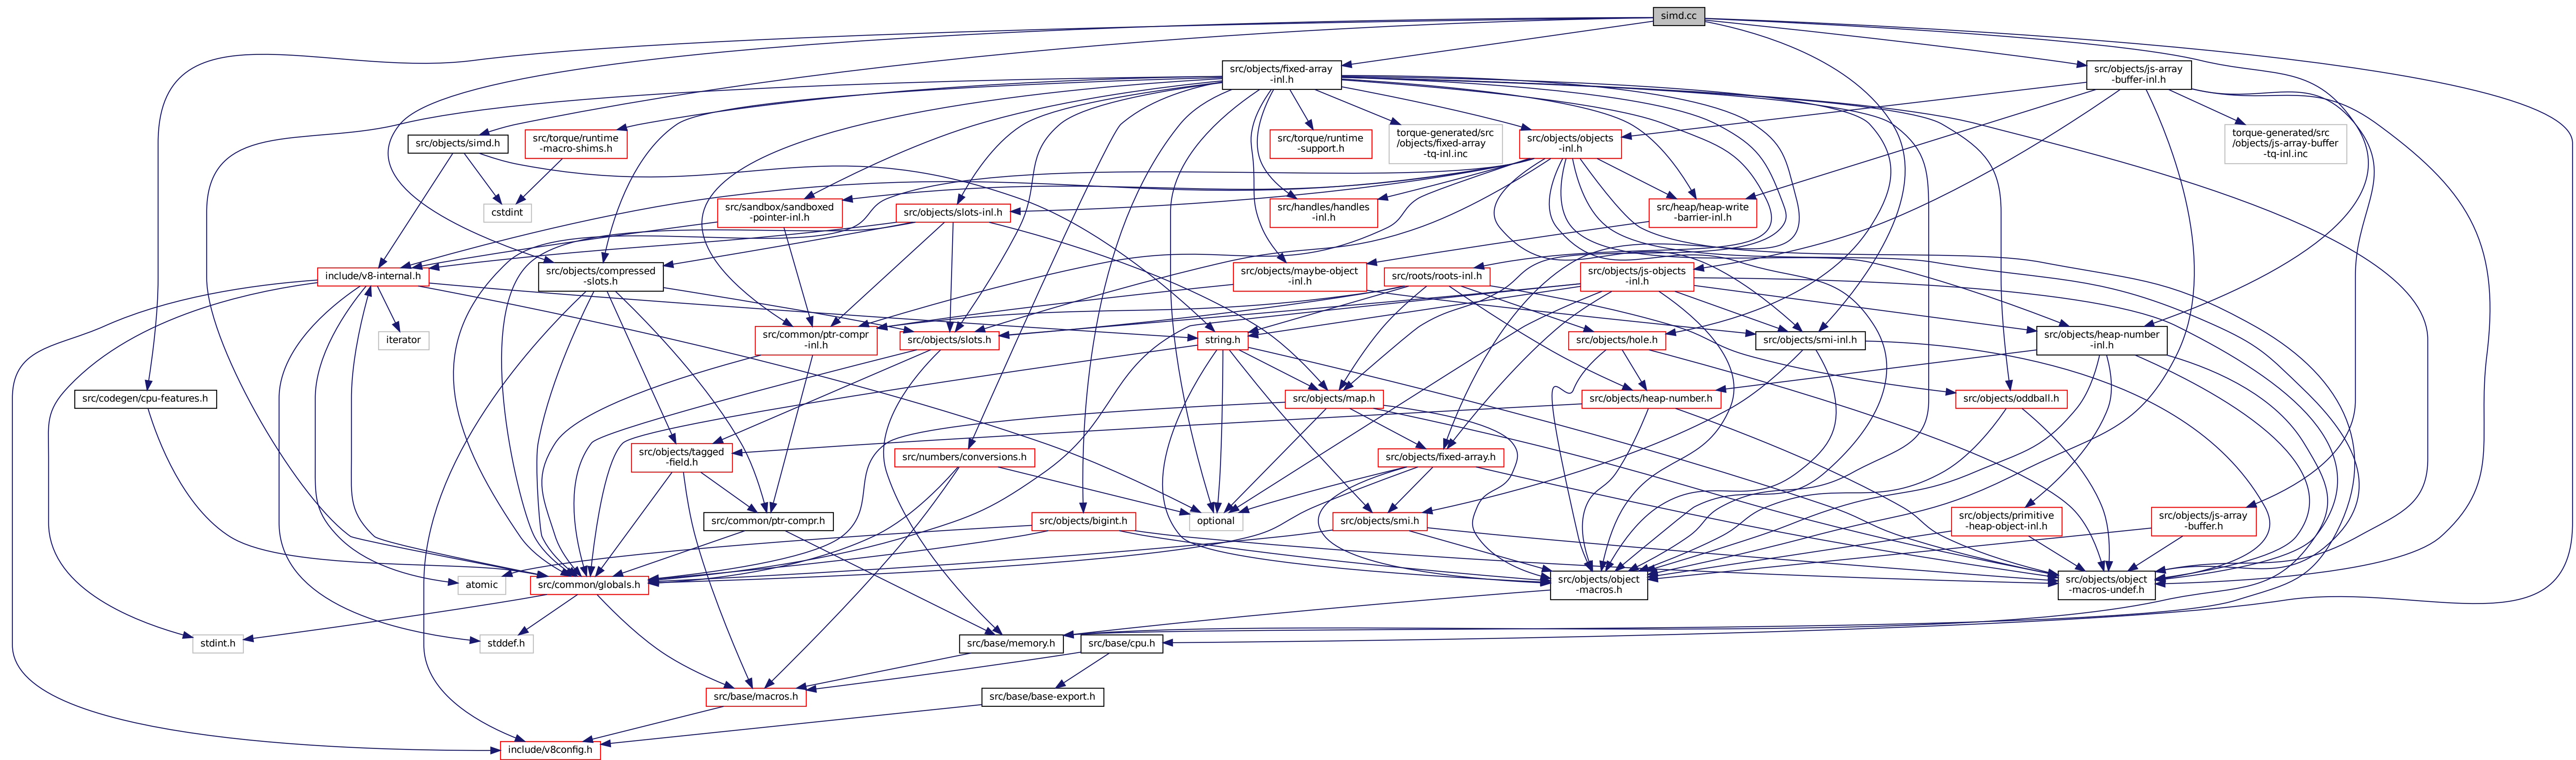 simd.cc
src/objects/fixed-array
-inl.h
src/objects/js-array
-buffer-inl.h
src/objects/simd.h
src/torque/runtime
-macro-shims.h
src/torque/runtime
-support.h
torque-generated/src
/objects/fixed-array
-tq-inl.inc
src/objects/objects
-inl.h
torque-generated/src
/objects/js-array-buffer
-tq-inl.inc
cstdint
src/sandbox/sandboxed
-pointer-inl.h
src/objects/slots-inl.h
src/handles/handles
-inl.h
src/heap/heap-write
-barrier-inl.h
include/v8-internal.h
src/objects/compressed
-slots.h
src/objects/maybe-object
-inl.h
src/roots/roots-inl.h
src/objects/js-objects
-inl.h
iterator
src/common/ptr-compr
-inl.h
src/objects/slots.h
string.h
src/objects/hole.h
src/objects/smi-inl.h
src/objects/heap-number
-inl.h
src/codegen/cpu-features.h
src/objects/map.h
src/objects/heap-number.h
src/objects/oddball.h
src/objects/tagged
-field.h
src/numbers/conversions.h
src/objects/fixed-array.h
src/common/ptr-compr.h
src/objects/bigint.h
optional
src/objects/smi.h
src/objects/primitive
-heap-object-inl.h
src/objects/js-array
-buffer.h
atomic
src/common/globals.h
src/objects/object
-macros.h
src/objects/object
-macros-undef.h
stdint.h
stddef.h
src/base/memory.h
src/base/cpu.h
src/base/macros.h
src/base/base-export.h
include/v8config.h